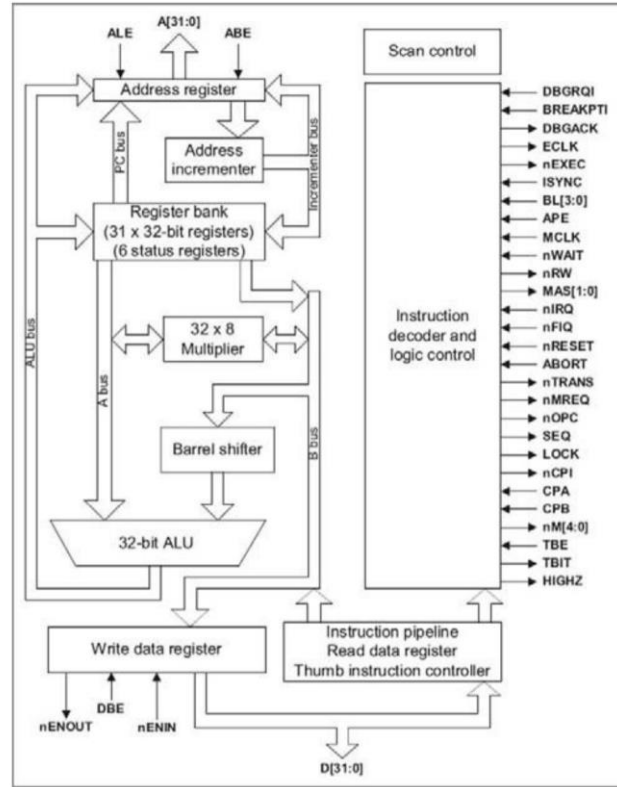 A[31:0]
ALE
ABE
Scan control
Address register
PC bus
Address
incrementer
Incrementer bus
Register bank
(31 x 32-bit registers)
(6 status registers)
ALU bus
A bus
32 x 8
Multiplier
B bus
Barrel shifter
32-bit ALU
Write data register
Instruction pipeline
Read data register
Thumb instruction controller
nENOUT
DBE
nENIN
D[31:0]
Instruction
decoder and
logic control
DBGRQI
BREAKPTI
DBGACK
ECLK
nEXEC
ISYNC
BL[3:0]
APE
MCLK
nWAIT
nRW
MAS[1:0]
nIRQ
nFIQ
nRESET
ABORT
nTRANS
nMREQ
nOPC
SEQ
LOCK
nCPI
CPA
CPB
nM[4:0]
TBE
TBIT
HIGHZ